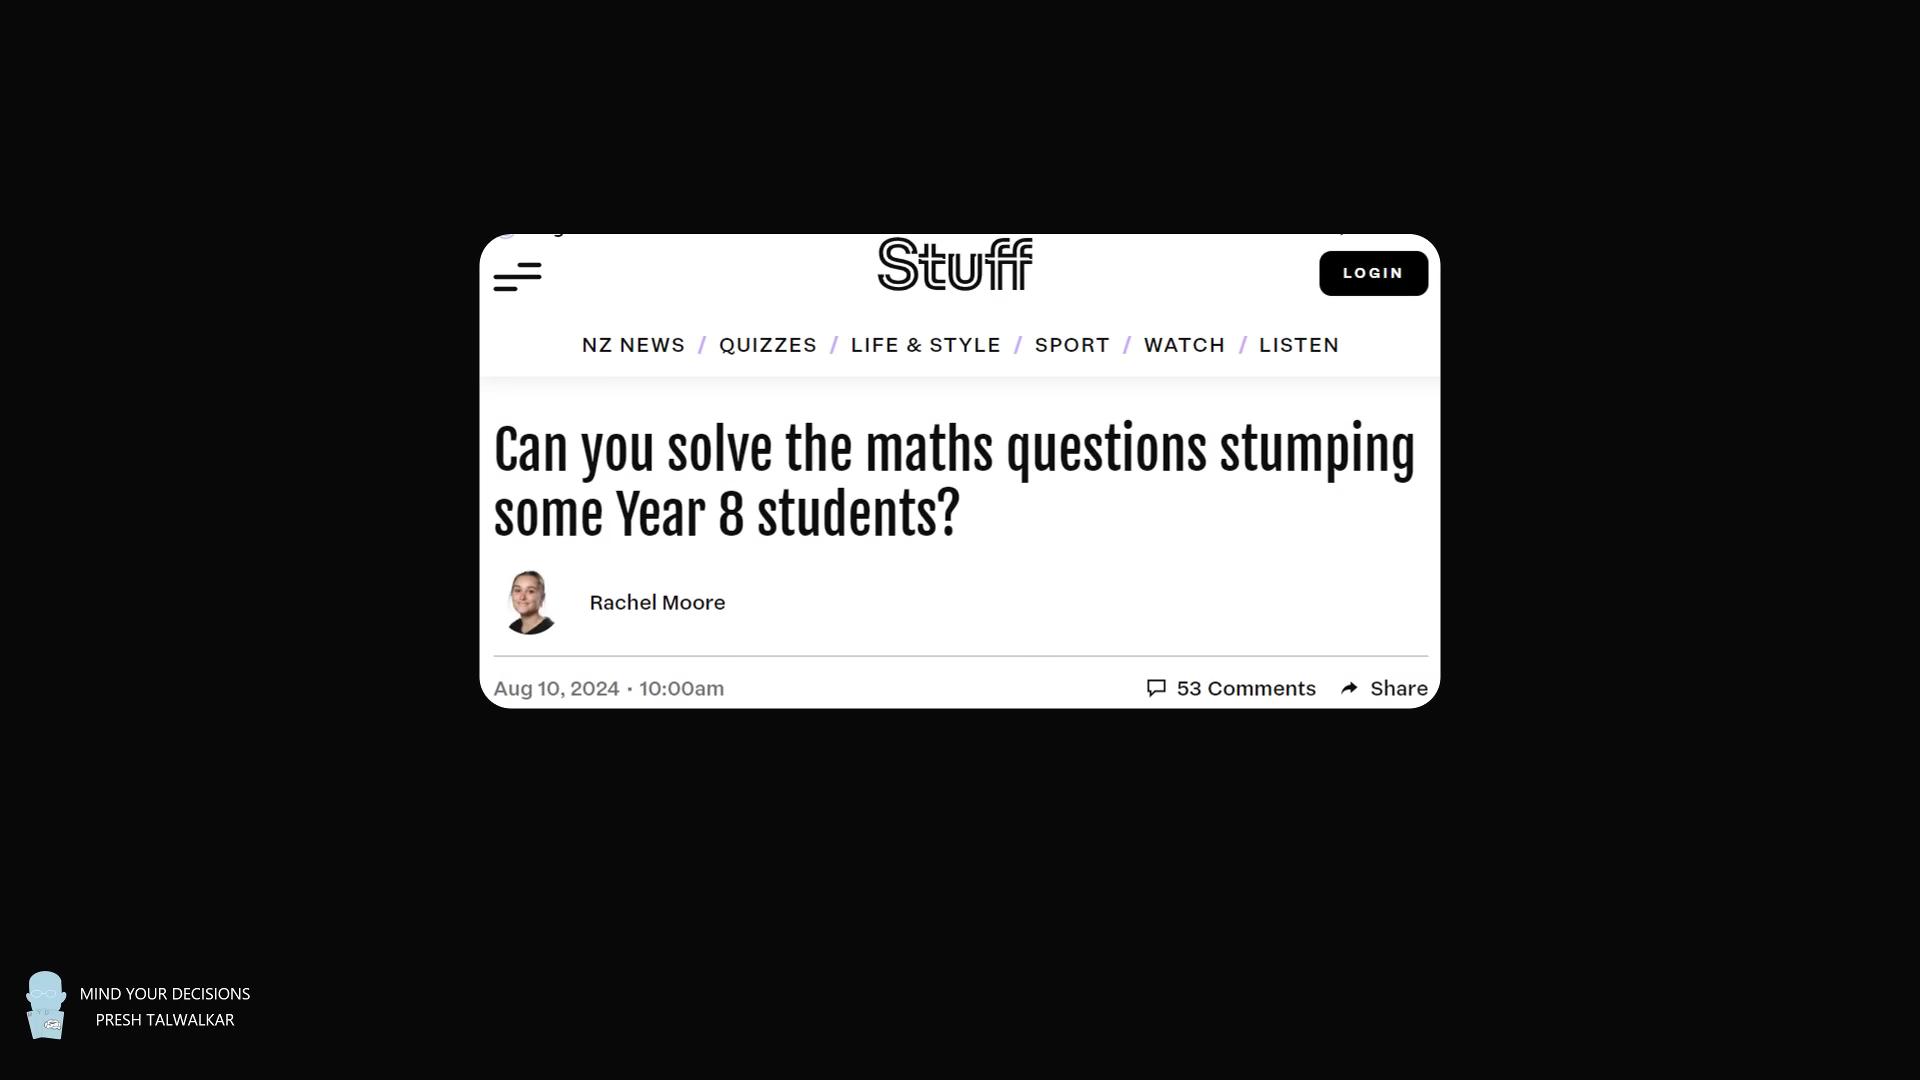 Stuff
LOGIN
NZ NEWS / QUIZZES / LIFE & STYLE / SPORT / WATCH / LISTEN
Can you solve the maths questions stumping
some Year 8 students?
Rachel Moore
Aug 10, 2024 • 10:00am
53 Comments
Share
MIND YOUR DECISIONS
PRESH TALWALKAR